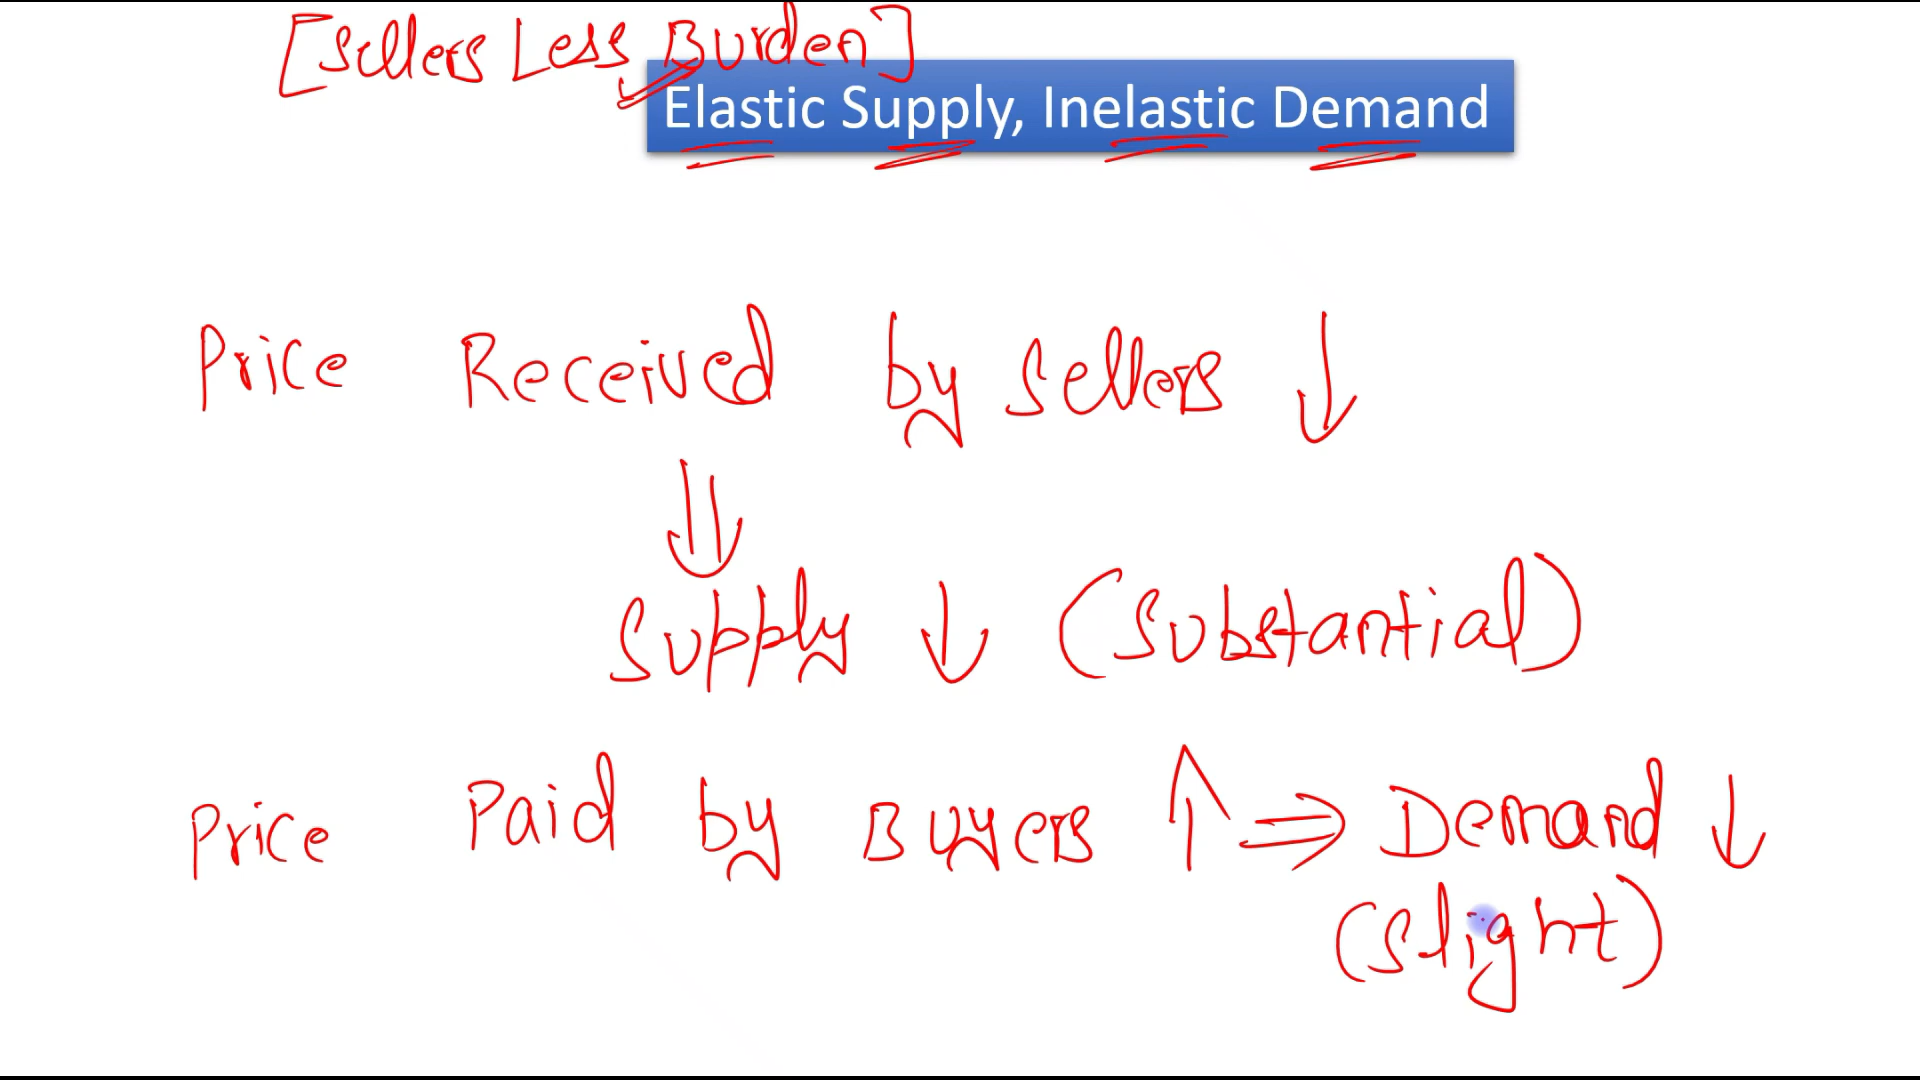 [Sellers Less Burden]
Elastic Supply, Inelastic Demand
Price Received by Sellers ↓
⇓
Supply ↓ (Substantial)
Price Paid by Buyers ↑ ⇒ Demand ↓
(Slight)